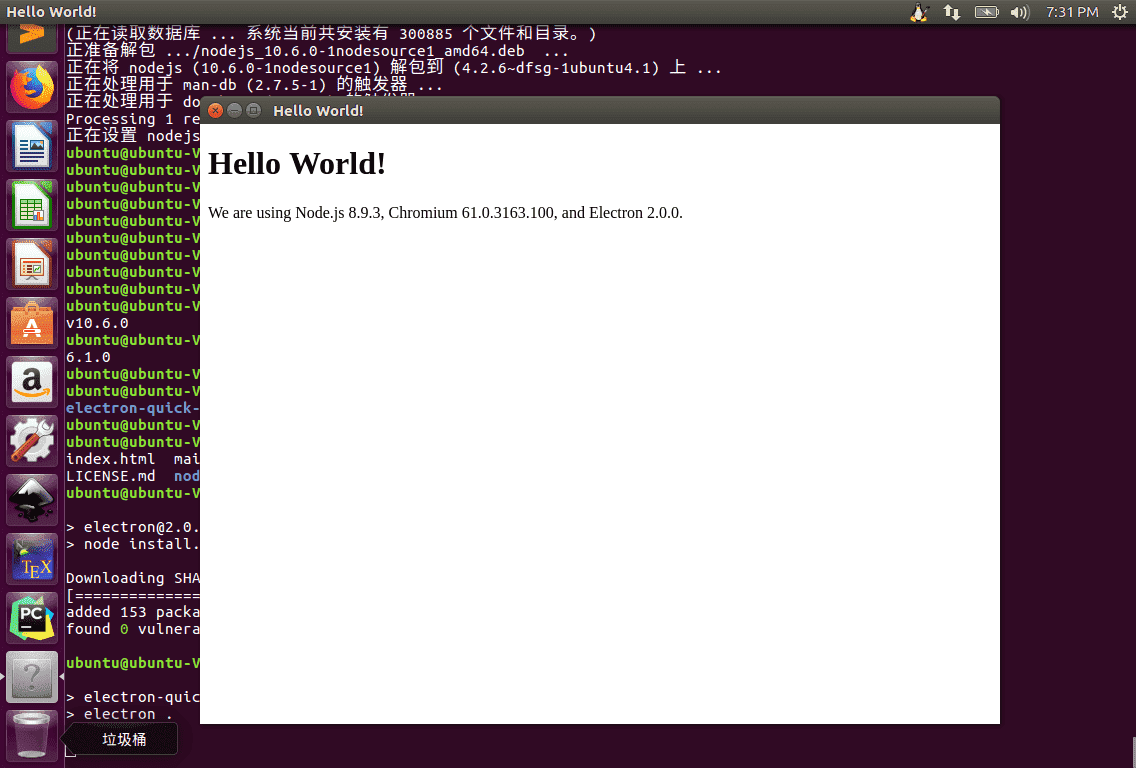 Hello World!
7:31 PM
(正在读取数据库 ... 系统当前共安装有 300885 个文件和目录。)
正准备解包 .../nodejs_10.6.0-1nodesource1_amd64.deb ...
正在将 nodejs (10.6.0-1nodesource1) 解包到 (4.2.6~dfsg-1ubuntu4.1) 上 ...
正在处理用于 man-db (2.7.5-1) 的触发器 ...
正在处理用于 do
Processing 1 re
正在设置 nodejs
ubuntu@ubuntu-V
ubuntu@ubuntu-V
ubuntu@ubuntu-V
ubuntu@ubuntu-V
ubuntu@ubuntu-V
ubuntu@ubuntu-V
ubuntu@ubuntu-V
ubuntu@ubuntu-V
ubuntu@ubuntu-V
ubuntu@ubuntu-V
v10.6.0
ubuntu@ubuntu-V
6.1.0
ubuntu@ubuntu-V
ubuntu@ubuntu-V
electron-quick-
ubuntu@ubuntu-V
ubuntu@ubuntu-V
index.html mai
LICENSE.md nod
ubuntu@ubuntu-V
> electron@2.0.
> node install.
Downloading SHA
[==============
added 153 packa
found 0 vulnera
ubuntu@ubuntu-V
> electron-quic
> electron .
Hello World!
Hello World!
We are using Node.js 8.9.3, Chromium 61.0.3163.100, and Electron 2.0.0.
A
a
TEX
PC
?
垃圾桶